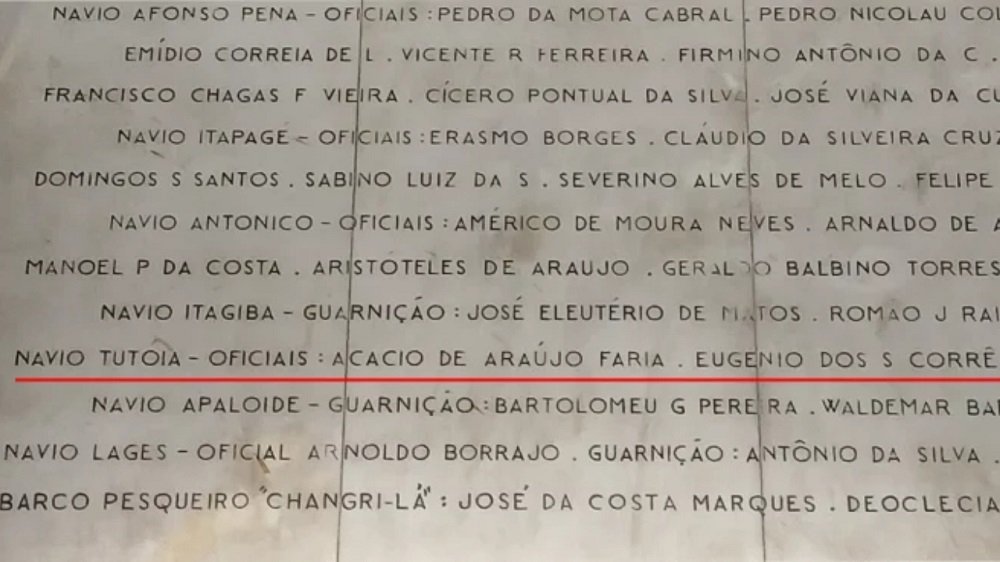 NAVIO AFONSO PENA – OFICIAIS : PEDRO DA MOTA CABRAL . PEDRO NICOLAU
EMÍDIO CORREIA DE L . VICENTE R FERREIRA . FIRMINO ANTÔNIO DA C .
FRANCISCO CHAGAS F VIEIRA . CÍCERO PONTUAL DA SILVA . JOSÉ VIANA DA
NAVIO ITAPAGÉ – OFICIAIS : ERASMO BORGES . CLÁUDIO DA SILVEIRA CRUZ
DOMINGOS S SANTOS . SABINO LUIZ DA S . SEVERINO ALVES DE MELO . FELIPE
NAVIO ANTONICO – OFICIAIS : AMÉRICO DE MOURA NEVES . ARNALDO DE
MANOEL P DA COSTA . ARISTÓTELES DE ARAUJO . GERALDO BALBINO TORRES
NAVIO ITAGIBA – GUARNIÇÃO : JOSÉ ELEUTÉRIO DE MATOS . ROMAO J
NAVIO TUTÓIA – OFICIAIS : ACACIO DE ARAÚJO FARIA . EUGENIO DOS S CORRÊ
NAVIO APALOIDE – GUARNIÇÃO : BARTOLOMEU G PEREIRA . WALDEMAR
NAVIO LAGES – OFICIAL ARNOLDO BORRAJO . GUARNIÇÃO : ANTÔNIO DA SILVA .
BARCO PESQUEIRO "CHANGRI-LÁ" : JOSÉ DA COSTA MARQUES . DEOCLECIA